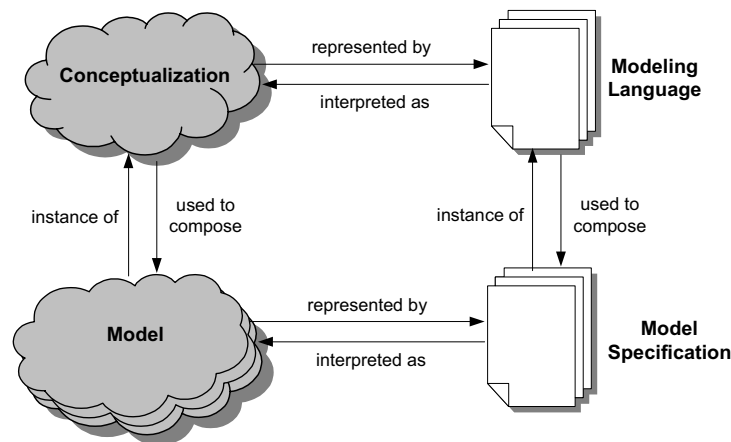 represented by
Conceptualization
Modeling
Language
interpreted as
instance of
used to
compose
instance of
used to
compose
represented by
Model
Model
Specification
interpreted as